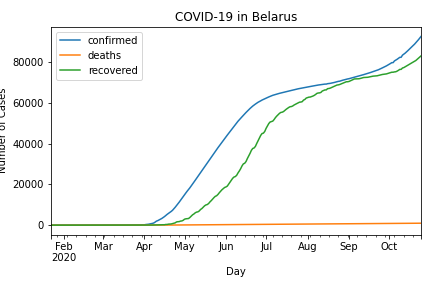 COVID-19 in Belarus
confirmed
deaths
recovered
80000
60000
40000
20000
0
Number of Cases
Feb Mar Apr May Jun Jul Aug Sep Oct
2020
Day